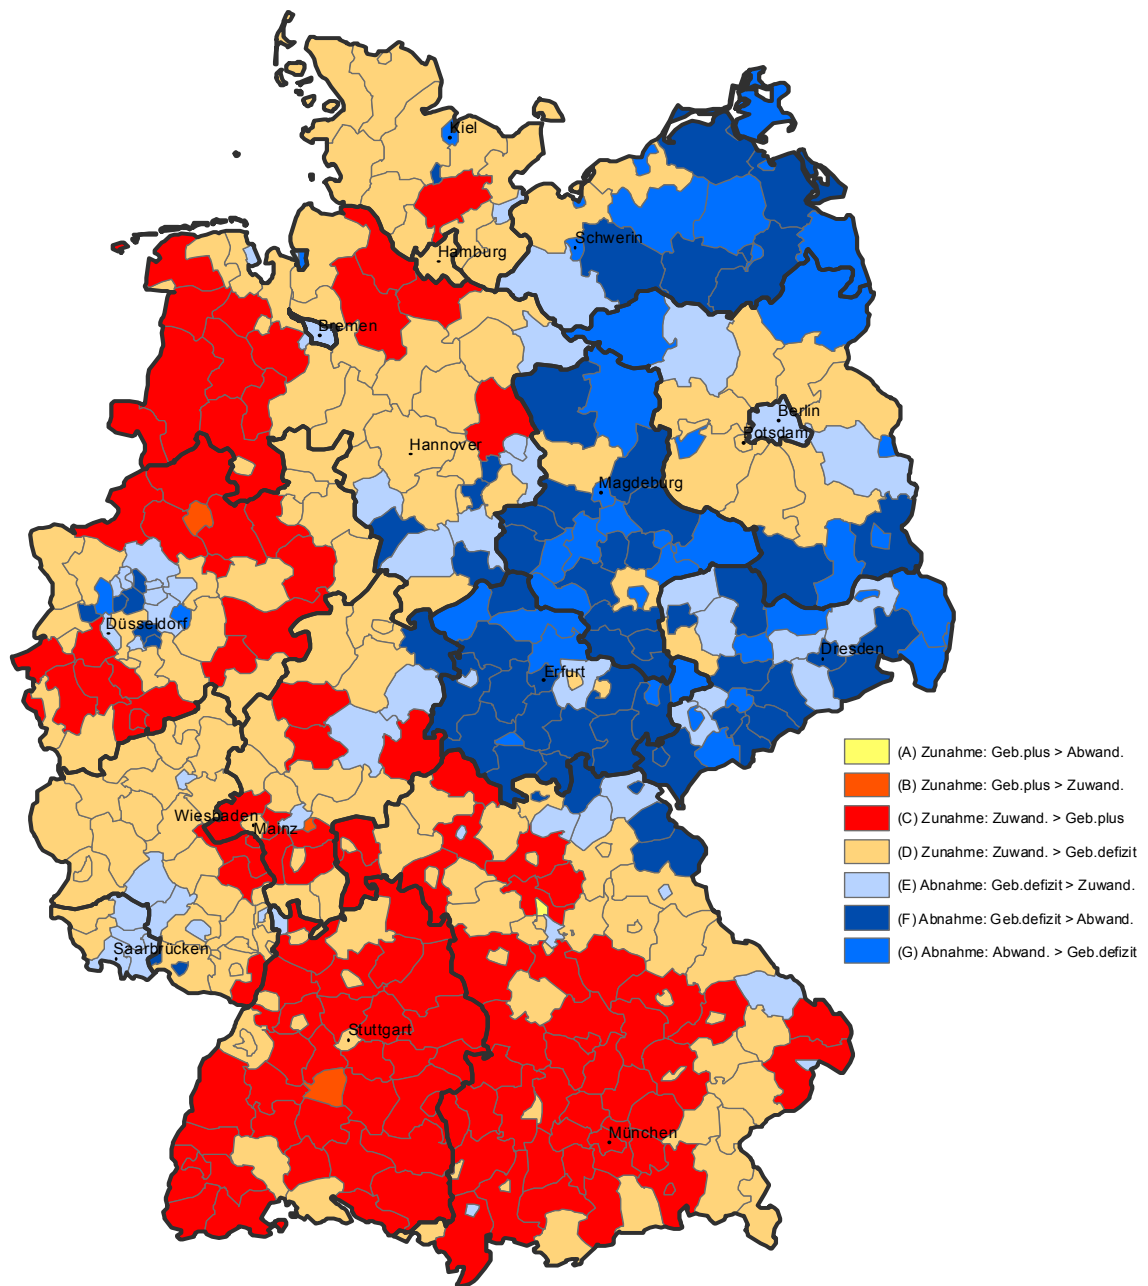 Kiel
Schwerin
Hamburg
Bremen
Berlin
Potsdam
Hannover
Magdeburg
Düsseldorf
Dresden
Erfurt
Wiesbaden
Mainz
Saarbrücken
Stuttgart
München
(A) Zunahme: Geb.plus > Abwand.
(B) Zunahme: Geb.plus > Zuwand.
(C) Zunahme: Zuwand. > Geb.plus
(D) Zunahme: Zuwand. > Geb.defizit
(E) Abnahme: Geb.defizit > Zuwand.
(F) Abnahme: Geb.defizit > Abwand.
(G) Abnahme: Abwand. > Geb.defizit